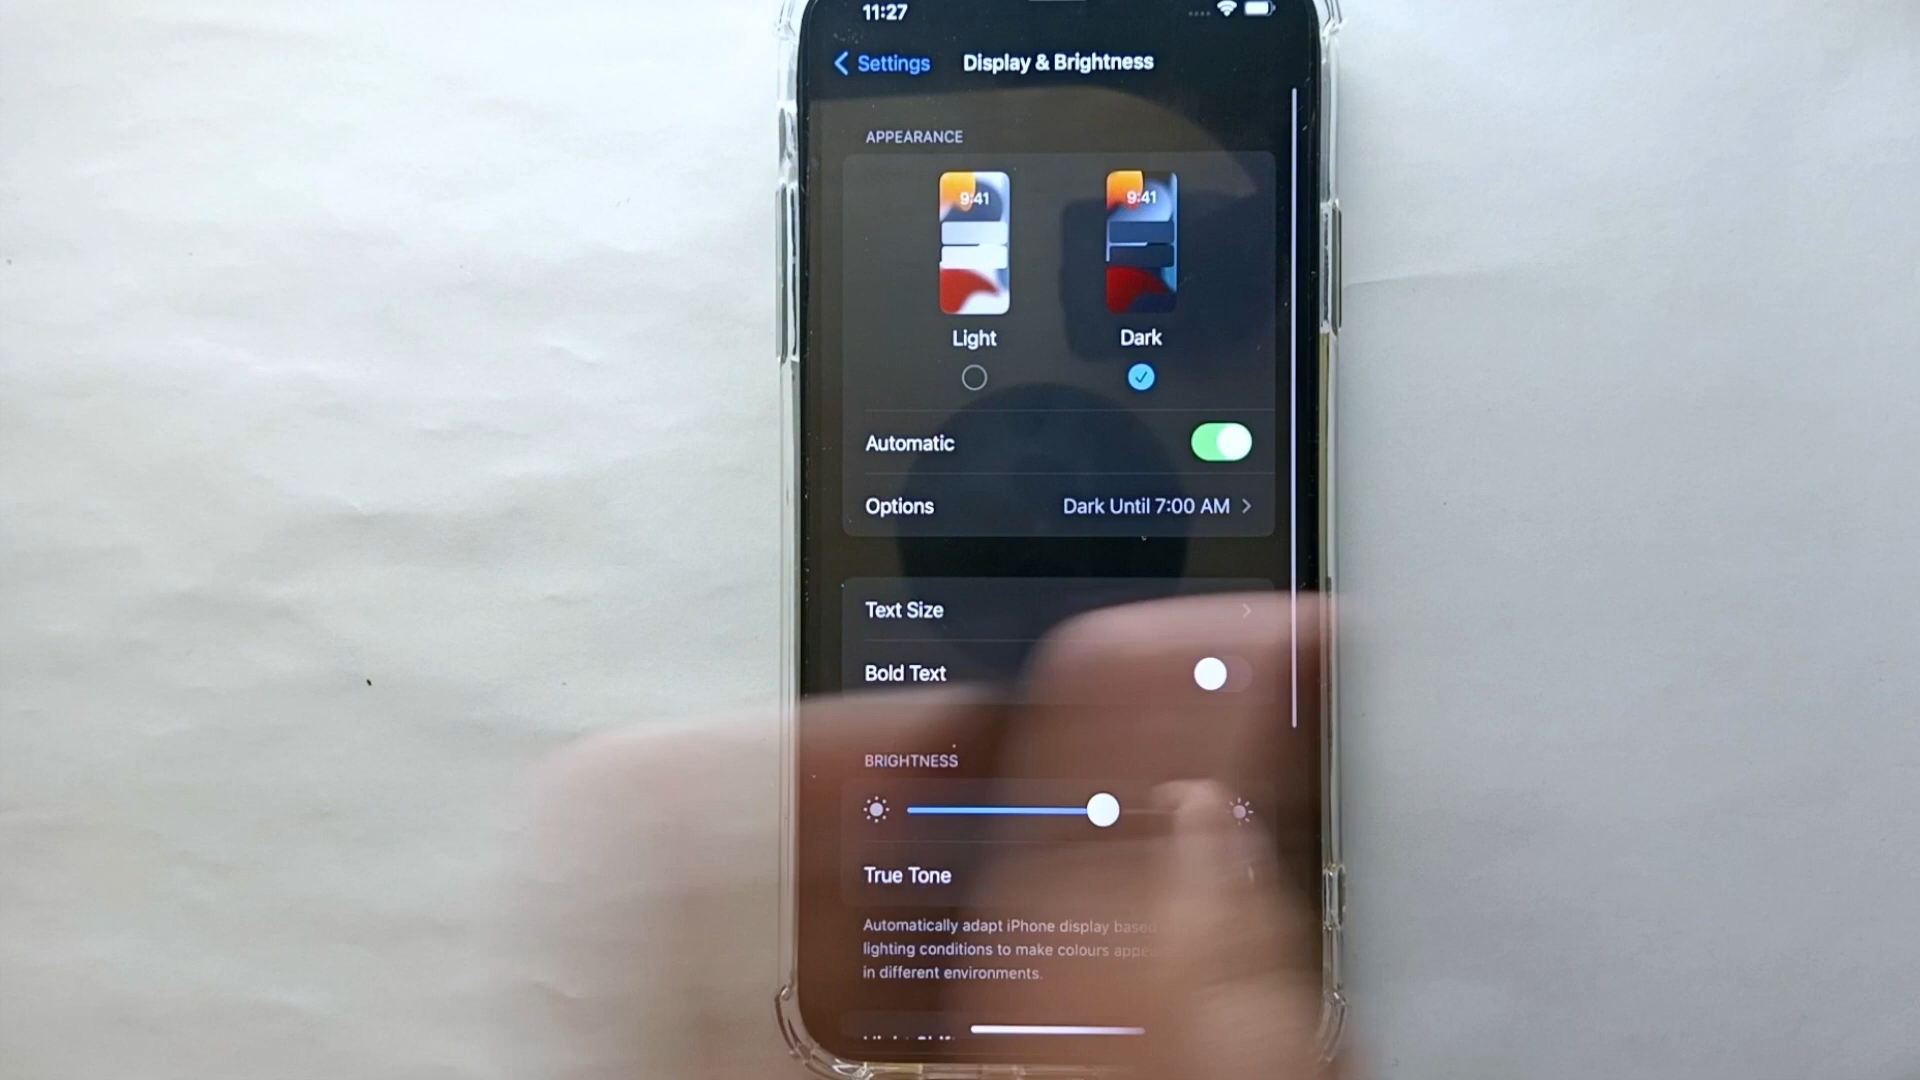 11:27
Settings Display & Brightness
APPEARANCE
9:41 9:41
Light Dark
Automatic
Options Dark Until 7:00 AM
Text Size
Bold Text
BRIGHTNESS
True Tone
Automatically adapt iPhone display based
lighting conditions to make colours
in different environments.